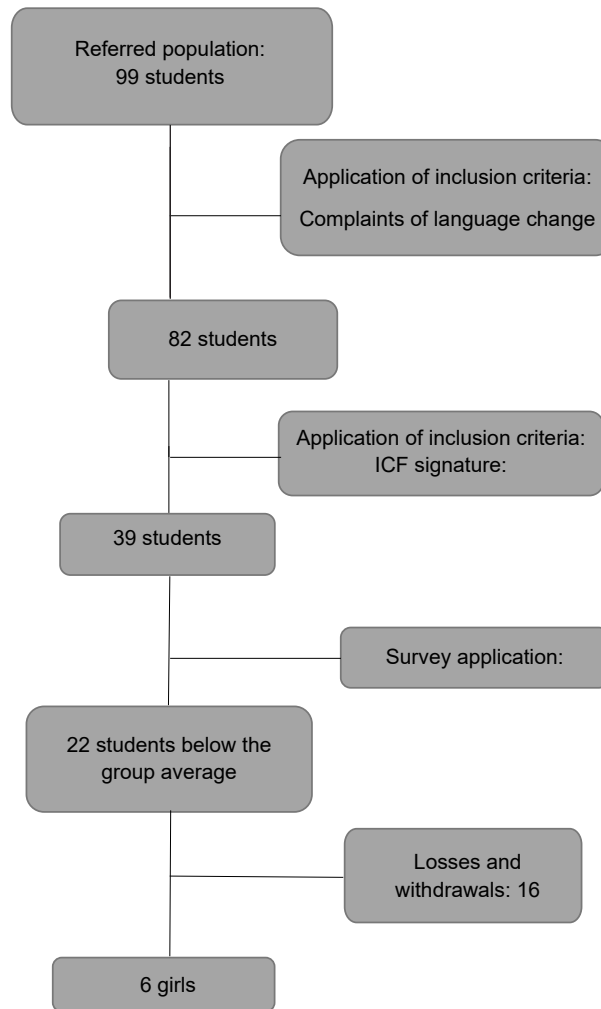 Referred population:
99 students
Application of inclusion criteria:
Complaints of language change
82 students
Application of inclusion criteria:
ICF signature:
39 students
Survey application:
22 students below the
group average
Losses and
withdrawals: 16
6 girls